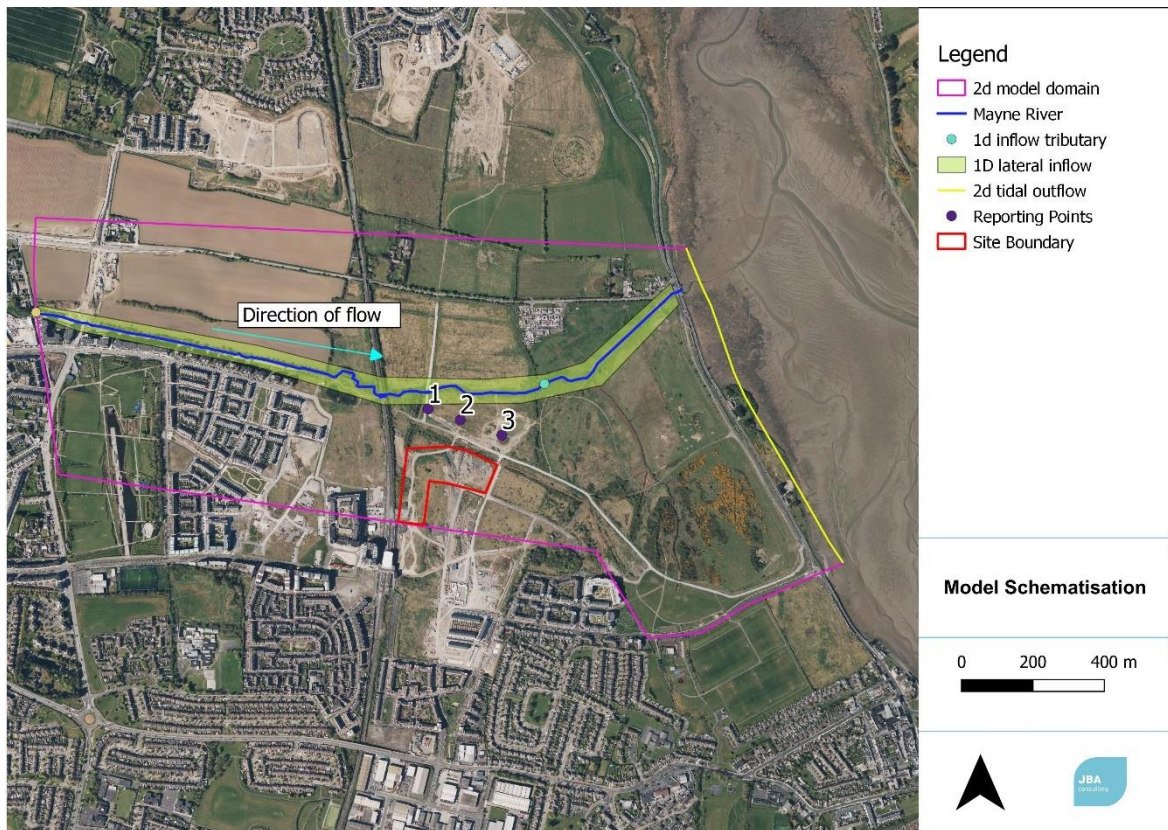 Direction of flow
1
2
3
Legend
2d model domain
Mayne River
1d inflow tributary
1D lateral inflow
2d tidal outflow
Reporting Points
Site Boundary
Model Schematisation
0 200 400 m
JBA
consulting